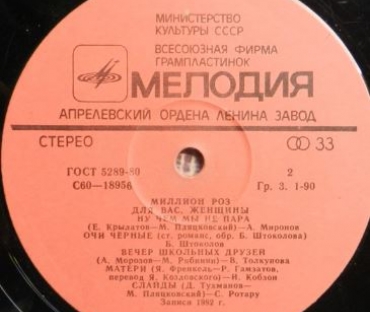 МИНИСТЕРСТВО
КУЛЬТУРЫ СССР
ВСЕСОЮЗНАЯ ФИРМА
ГРАМПЛАСТИНОК
МЕЛОДИЯ
АПРЕЛЕВСКИЙ ОРДЕНА ЛЕНИНА ЗАВОД
СТЕРЕО 33
ГОСТ 5289-80 2
С60-18956 Гр. 3. 1-90
МИЛЛИОН РОЗ
ДЛЯ ВАС, ЖЕНЩИНЫ
НУ ЧЕМ МЫ НЕ ПАРА
(Е. Крылатов — М. Пляцковский) — А. Миронов
ОЧИ ЧЕРНЫЕ (ст. романс, обр. Б. Штоколова)
Б. Штоколов
ВЕЧЕР ШКОЛЬНЫХ ДРУЗЕЙ
(А. Морозов — М. Рябинин) — В. Толкунова
МАТЕРИ (Я. Френкель — Р. Гамзатов,
перевод Я. Козловского) — И. Кобзон
СЛАЙДЫ (Д. Тухманов —
М. Пляцковский) — С. Ротару
Записи 1982 г.